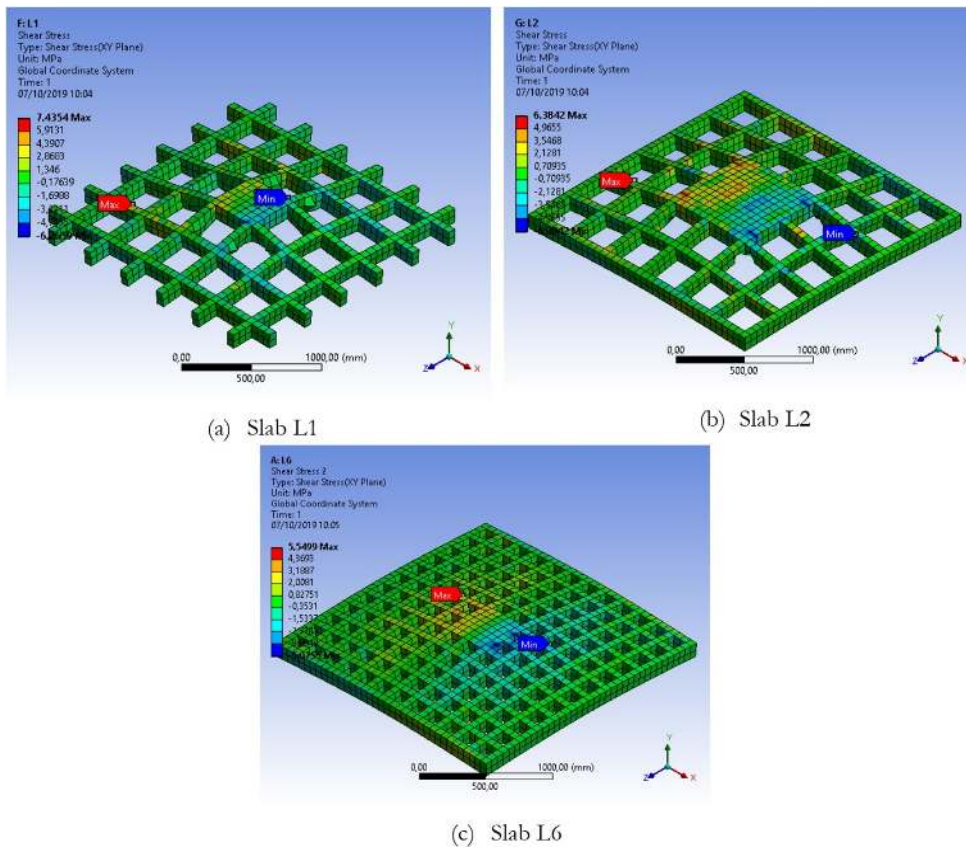 F: L1
Shear Stress
Type: Shear Stress(XY Plane)
Unit: MPa
Global Coordinate System
Time: 1
07/10/2019 10:04
7.4354 Max
5,9131
4,3907
2,8683
1,346
-0,17639
-1,6988
Max
Min
0,00
1000,00 (mm)
500,00
Y
Z
X
(a) Slab L1
G: L2
Shear Stress
Type: Shear Stress(XY Plane)
Unit: MPa
Global Coordinate System
Time: 1
07/10/2019 10:04
6.3842 Max
4,9655
3,5468
2,1281
0,70935
-0,70935
-2,1281
Max
Min
0,00
1000,00 (mm)
500,00
Y
Z
X
(b) Slab L2
A: L6
Shear Stress 2
Type: Shear Stress(XY Plane)
Unit: MPa
Global Coordinate System
Time: 1
07/10/2019 10:05
5.5499 Max
4,3693
3,1887
2,0081
0,82751
-0,3531
Max
Min
0,00
1000,00 (mm)
500,00
Y
Z
X
(c) Slab L6